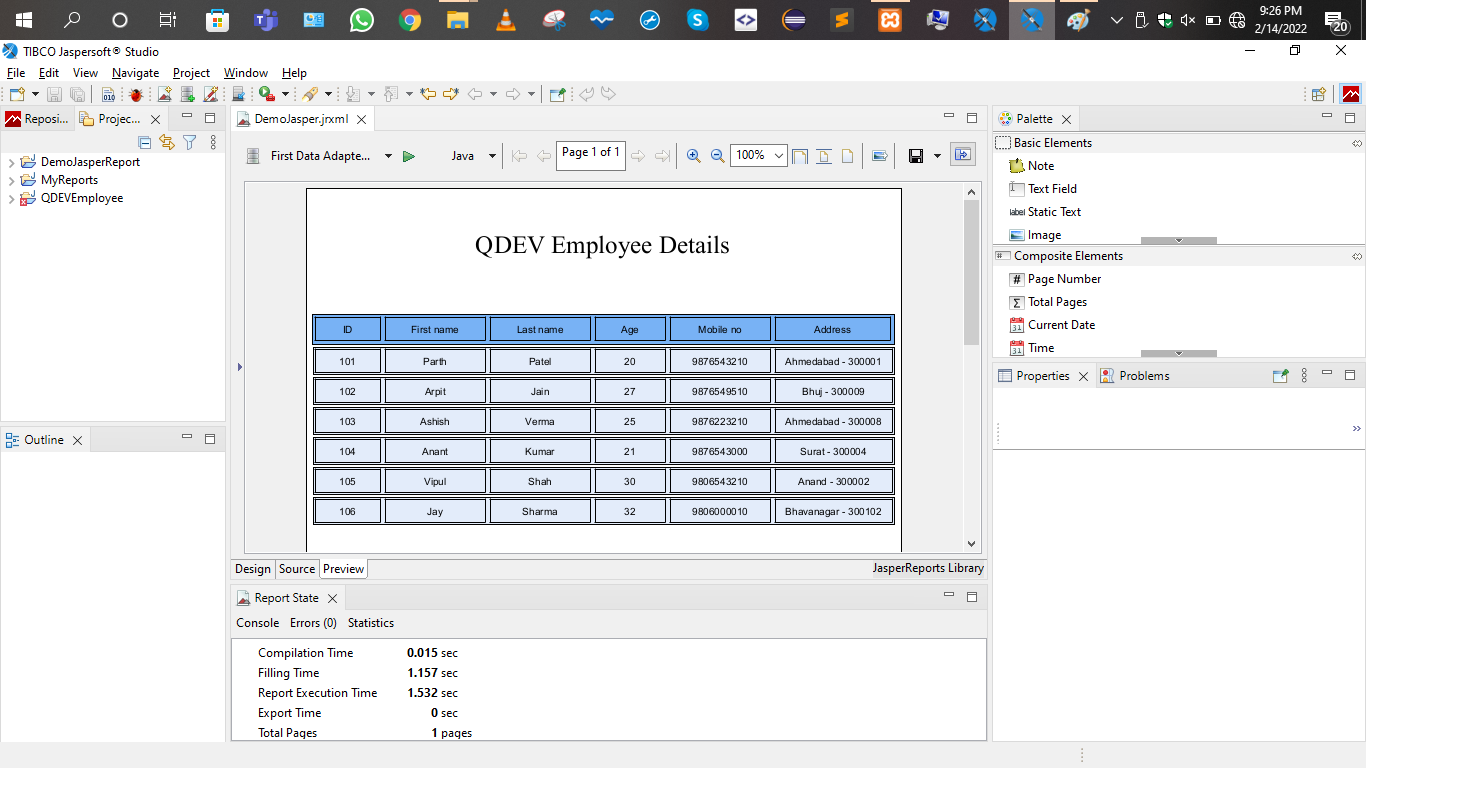 9:26 PM
2/14/2022
20
TIBCO Jaspersoft® Studio
File Edit View Navigate Project Window Help
010
Reposi... Projec...
DemoJasperReport
MyReports
QDEVEmployee
Outline
DemoJasper.jrxml
First Data Adapte... Java Page 1 of 1 100%
QDEV Employee Details
ID First name Last name Age Mobile no Address
101 Parth Patel 20 9876543210 Ahmedabad - 300001
102 Arpit Jain 27 9876549510 Bhuj - 300009
103 Ashish Verma 25 9876223210 Ahmedabad - 300008
104 Anant Kumar 21 9876543000 Surat - 300004
105 Vipul Shah 30 9806543210 Anand - 300002
106 Jay Sharma 32 9806000010 Bhavanagar - 300102
Design Source Preview JasperReports Library
Report State
Console Errors (0) Statistics
Compilation Time 0.015 sec
Filling Time 1.157 sec
Report Execution Time 1.532 sec
Export Time 0 sec
Total Pages 1 pages
Palette
Basic Elements
Note
Text Field
label Static Text
Image
Composite Elements
# Page Number
Σ Total Pages
31 Current Date
31 Time
Properties Problems